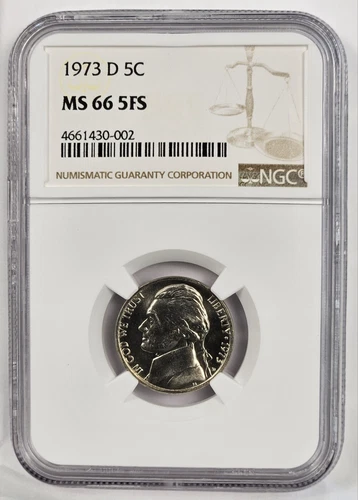 1973 D 5C
MS 66 5FS
4661430-002
NUMISMATIC GUARANTY CORPORATION
NGC®
IN GOD WE TRUST
LIBERTY 1973